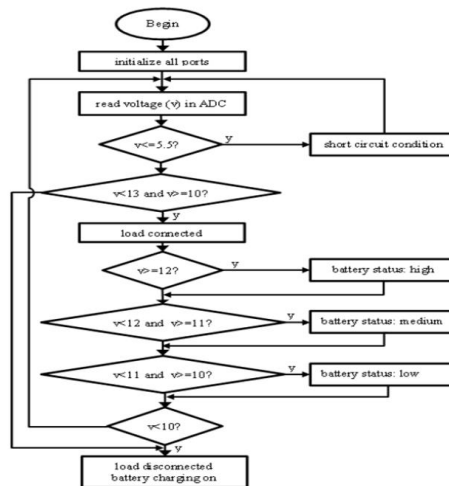 Begin
initialize all ports
read voltage (v) in ADC
v<=5.5?
y
short circuit condition
v<13 and v>=10?
y
load connected
v>=12?
y
battery status: high
v<12 and v>=11?
y
battery status: medium
v<11 and v>=10?
y
battery status: low
v<10?
y
load disconnected
battery charging on